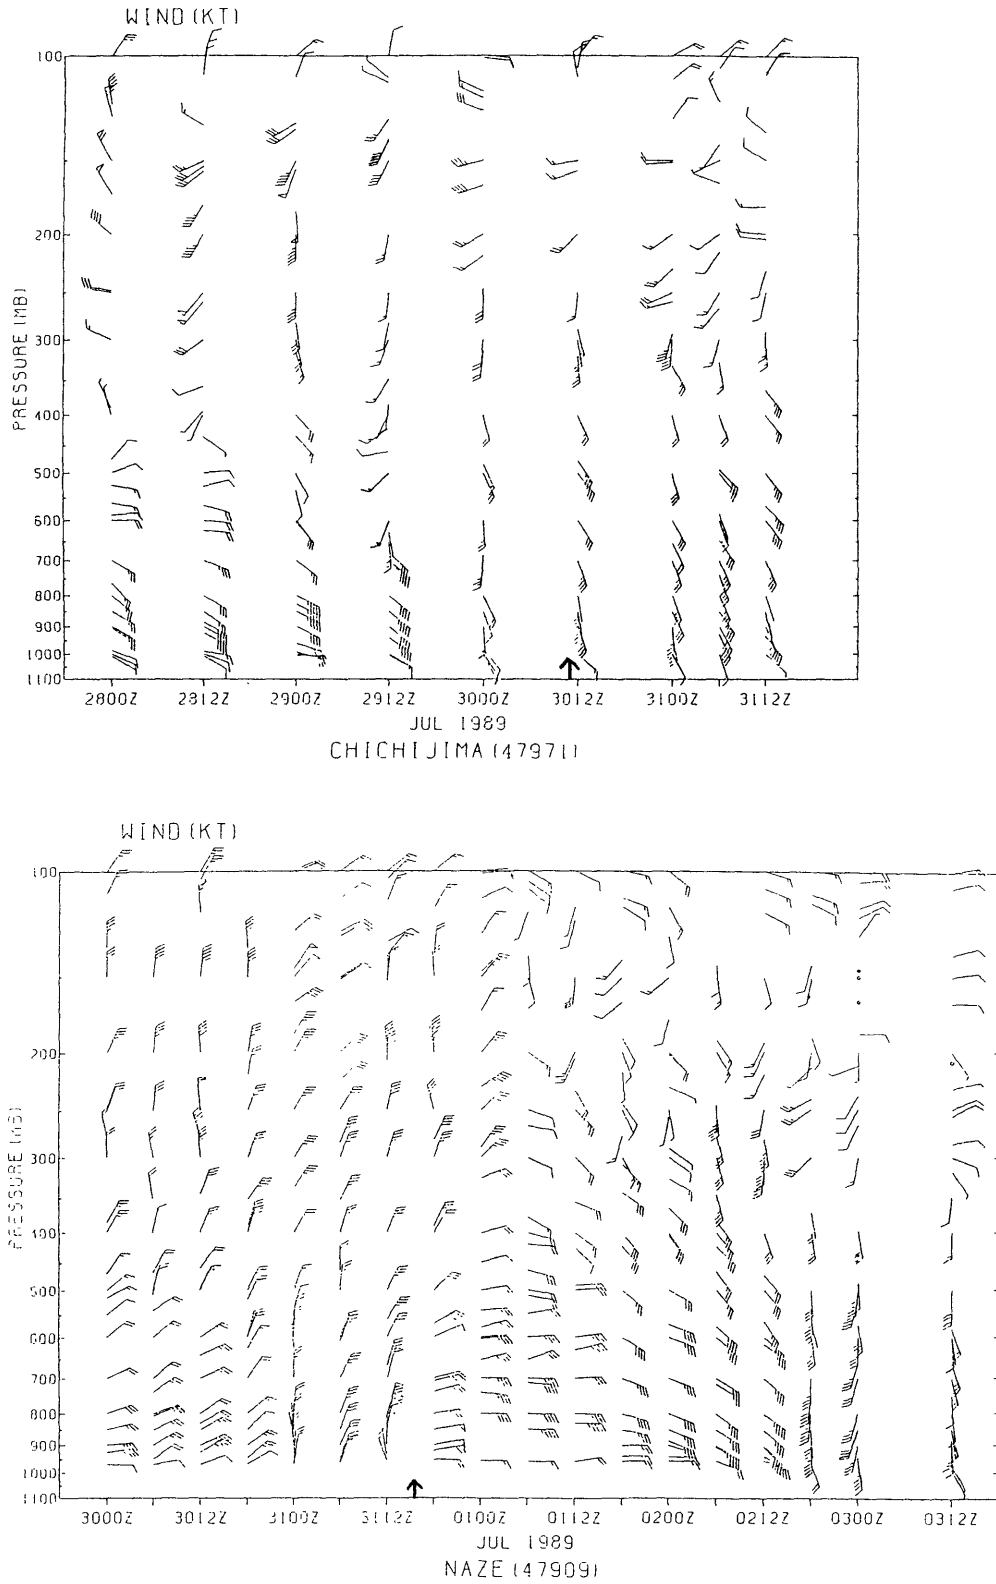 WIND (KT)
100
200
300
400
500
600
700
800
900
1000
1100
PRESSURE (MB)
2800Z 2812Z 2900Z 2912Z 3000Z 3012Z 3100Z 3112Z
JUL 1989
CHICHIJIMA (47971)
WIND (KT)
100
200
300
400
500
600
700
800
900
1000
1100
PRESSURE (MB)
3000Z 3012Z 3100Z 3112Z 0100Z 0112Z 0200Z 0212Z 0300Z 0312Z
JUL 1989
NAZE (47909)